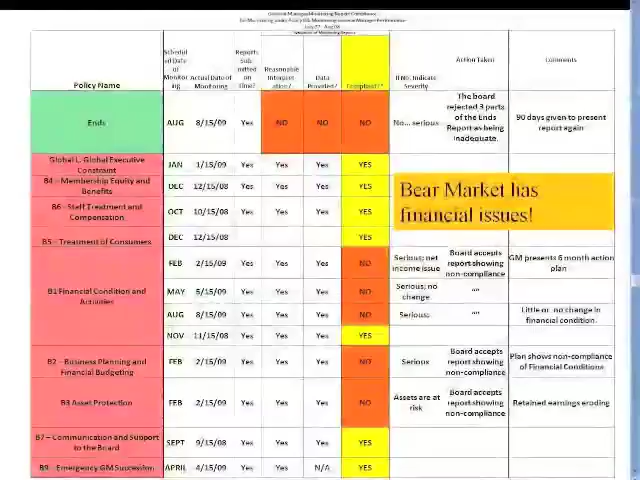 General Manager Monitoring Report Compliance
Policy Name
Scheduled Date of Monitoring
Actual Date of Monitoring
Reports Submitted on Time?
Reasonable Interpretation?
Data Provided?
Compliant?*
If No, Indicate Severity
Action Taken
Comments
Ends AUG 8/15/09 Yes NO NO NO No... serious The board rejected 3 parts of the Ends Report as being inadequate. 90 days given to present report again
Global L. Global Executive Constraint JAN 1/15/09 Yes Yes Yes YES
B4 – Membership Equity and Benefits DEC 12/15/08 Yes Yes Yes YES
B6 – Staff Treatment and Compensation OCT 10/15/08 Yes Yes Yes YES
Bear Market has
financial issues!
B5 – Treatment of Consumers DEC 12/15/08 YES
B1 Financial Condition and Activities
FEB 2/15/09 Yes Yes Yes NO Serious; net income issue Board accepts report showing non-compliance GM presents 6 month action plan
MAY 5/15/09 Yes Yes Yes NO Serious; no change ""
AUG 8/15/09 Yes Yes Yes NO Serious; "" Little or no change in financial condition.
NOV 11/15/08 Yes Yes Yes YES
B2 – Business Planning and Financial Budgeting FEB 2/15/09 Yes Yes Yes NO Serious Board accepts report showing non-compliance Plan shows non-compliance of Financial Conditions
B3 Asset Protection FEB 2/15/09 Yes Yes Yes NO Assets are at risk Board accepts report showing non-compliance Retained earnings eroding
B7 – Communication and Support to the Board SEPT 9/15/08 Yes Yes Yes YES
B9 – Emergency GM Succession APRIL 4/15/09 Yes Yes N/A YES